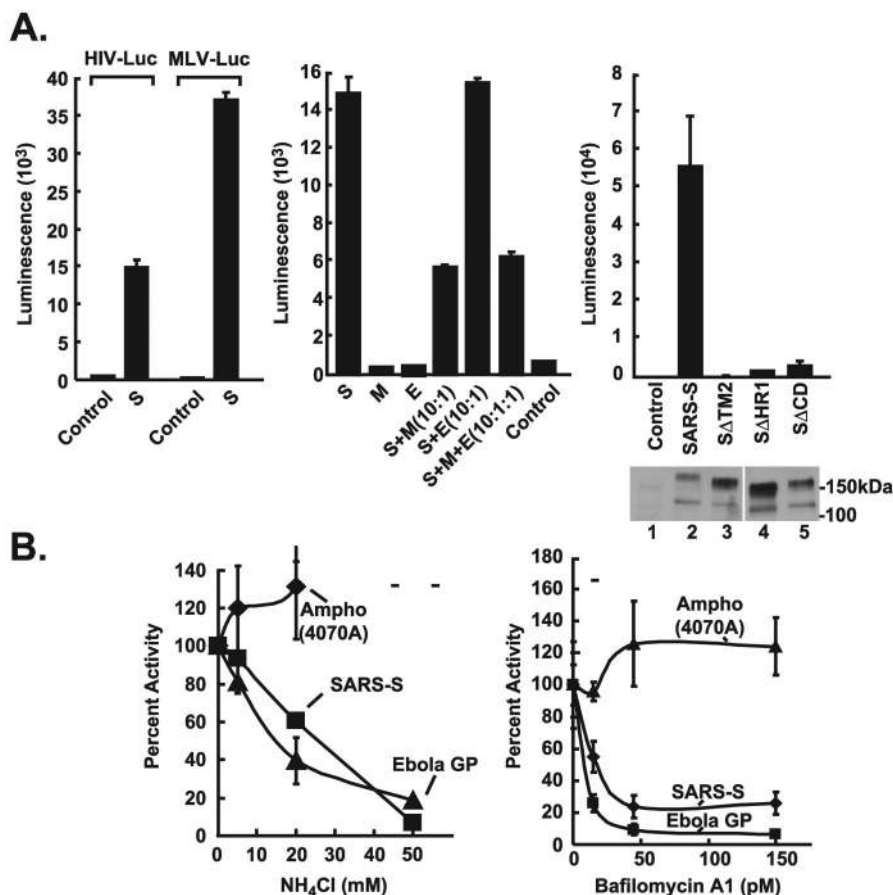 A.
HIV-Luc MLV-Luc
Luminescence (10³)
40
35
30
25
20
15
10
5
0
Control S Control S
Luminescence (10³)
16
14
12
10
8
6
4
2
0
S M E S+M(10:1) S+E(10:1) S+M+E(10:1:1) Control
Luminescence (10⁴)
8
7
6
5
4
3
2
1
0
Control SARS-S SΔTM2 SΔHR1 SΔCD
-150kDa
-100
1 2 3 4 5
B.
Percent Activity
140
120
100
80
60
40
20
0
Ampho
(4070A)
SARS-S
Ebola GP
0 10 20 30 40 50
NH₄Cl (mM)
Percent Activity
180
160
140
120
100
80
60
40
20
0
Ampho
(4070A)
SARS-S
Ebola GP
0 50 100 150
Bafilomycin A1 (pM)